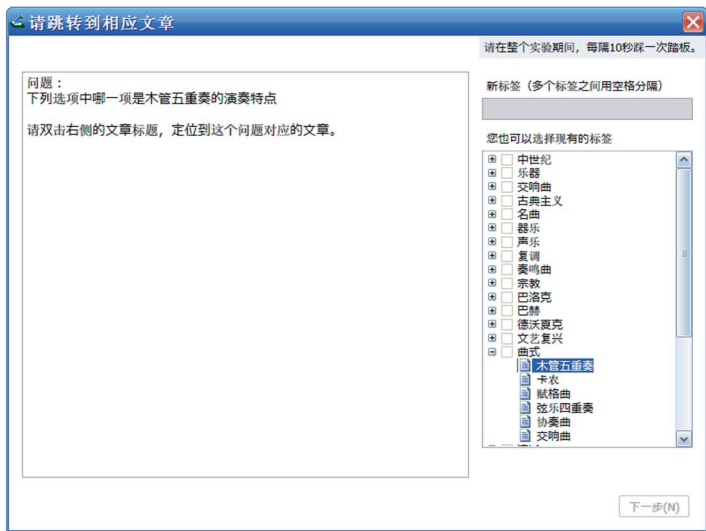 请跳转到相应文章
请在整个实验期间，每隔10秒踩一次踏板。
问题：
下列选项中哪一项是木管五重奏的演奏特点
请双击右侧的文章标题，定位到这个问题对应的文章。
新标签（多个标签之间用空格分隔）
您也可以选择现有的标签
中世纪
乐器
交响曲
古典主义
名曲
器乐
声乐
复调
奏鸣曲
宗教
巴洛克
巴赫
德沃夏克
文艺复兴
曲式
木管五重奏
卡农
赋格曲
弦乐四重奏
协奏曲
交响曲
下一步(N)